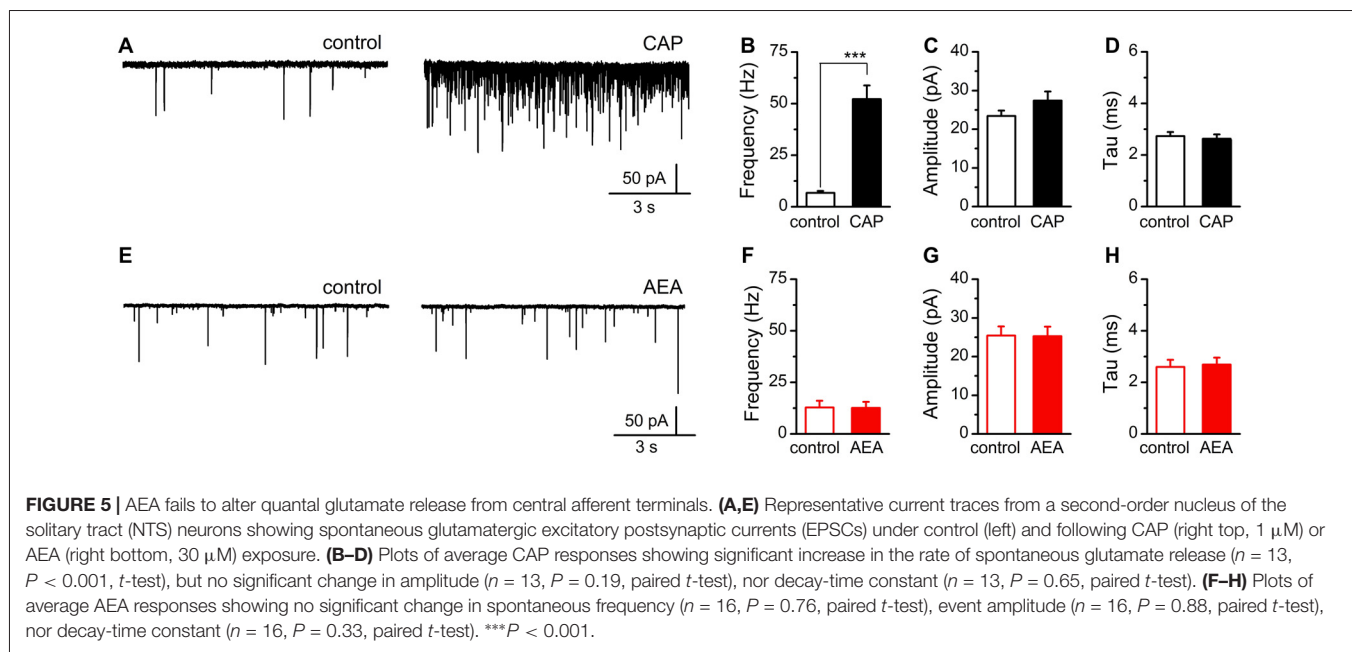 A
control
CAP
50 pA
3 s
B
Frequency (Hz)
75
50
25
0
***
control CAP
C
Amplitude (pA)
40
30
20
10
0
control CAP
D
Tau (ms)
6
4
2
0
control CAP
E
control
AEA
50 pA
3 s
F
Frequency (Hz)
75
50
25
0
control AEA
G
Amplitude (pA)
40
30
20
10
0
control AEA
H
Tau (ms)
6
4
2
0
control AEA
FIGURE 5 | AEA fails to alter quantal glutamate release from central afferent terminals. (A,E) Representative current traces from a second-order nucleus of the
solitary tract (NTS) neurons showing spontaneous glutamatergic excitatory postsynaptic currents (EPSCs) under control (left) and following CAP (right top, 1 μM) or
AEA (right bottom, 30 μM) exposure. (B–D) Plots of average CAP responses showing significant increase in the rate of spontaneous glutamate release (n = 13,
P < 0.001, t-test), but no significant change in amplitude (n = 13, P = 0.19, paired t-test), nor decay-time constant (n = 13, P = 0.65, paired t-test). (F–H) Plots of
average AEA responses showing no significant change in spontaneous frequency (n = 16, P = 0.76, paired t-test), event amplitude (n = 16, P = 0.88, paired t-test),
nor decay-time constant (n = 16, P = 0.33, paired t-test). ***P < 0.001.